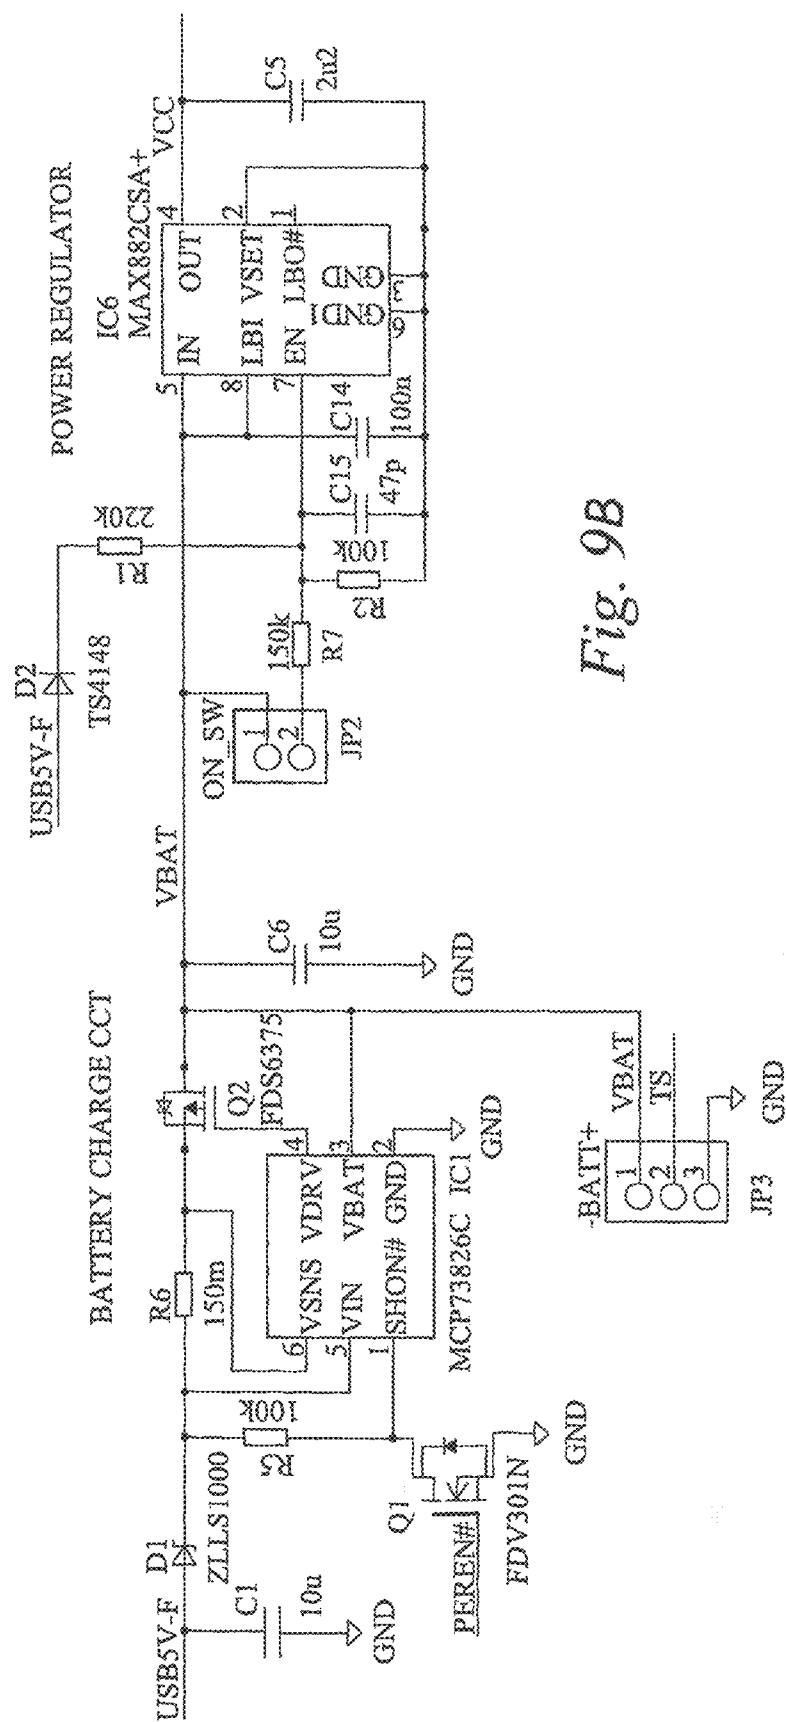 BATTERY CHARGE CCT
POWER REGULATOR
USB5V-F
D1
ZLLS1000
C1
10u
GND
R5
100k
R6
150m
Q1
PEREN#
FDV301N
GND
6
VSNS
VDRV
4
5
VIN
VBAT
3
1
SHON#
GND
2
MCP73826C
IC1
GND
Q2
FDS6375
C6
10u
GND
-BATT+
1
2
3
VBAT
TS
GND
JP3
VBAT
USB5V-F
D2
TS4148
R1
220k
ON_SW
1
2
JP2
150k
R7
R2
100k
C15
47p
C14
100n
IC6
MAX882CSA+
5
IN
OUT
4
8
LBI
VSET
2
7
EN
LBO#
1
GND1
6
GND
3
VCC
C5
2u2
Fig. 9B